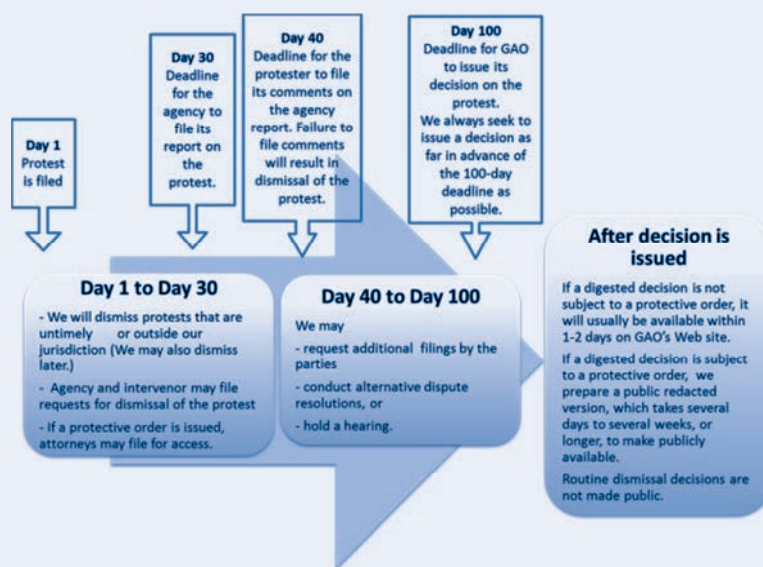 Day 1
Protest
is filed
Day 30
Deadline
for the
agency to
file its
report on
the
protest.
Day 40
Deadline for the
protester to file
its comments on
the agency
report. Failure to
file comments
will result in
dismissal of the
protest.
Day 100
Deadline for GAO
to issue its
decision on the
protest.
We always seek to
issue a decision as
far in advance of
the 100-day
deadline as
possible.
Day 1 to Day 30
- We will dismiss protests that are
untimely or outside our
jurisdiction (We may also dismiss
later.)
- Agency and intervenor may file
requests for dismissal of the protest
- If a protective order is issued,
attorneys may file for access.
Day 40 to Day 100
We may
- request additional filings by the
parties
- conduct alternative dispute
resolutions, or
- hold a hearing.
After decision is
issued
If a digested decision is not
subject to a protective order, it
will usually be available within
1-2 days on GAO's Web site.
If a digested decision is subject
to a protective order, we
prepare a public redacted
version, which takes several
days to several weeks, or
longer, to make publicly
available.
Routine dismissal decisions are
not made public.